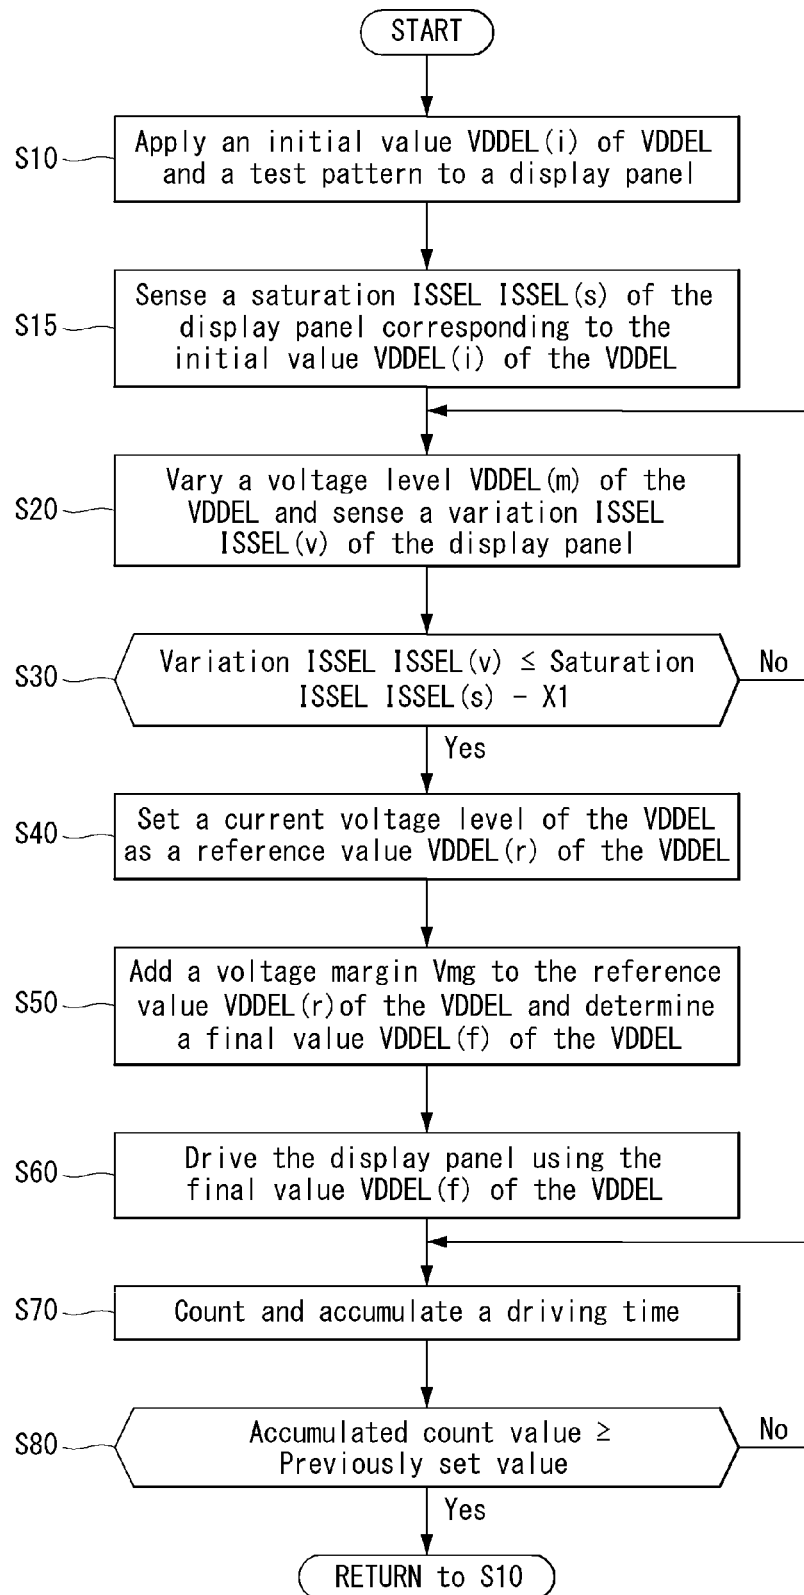 START
S10
Apply an initial value VDDEL(i) of VDDEL
and a test pattern to a display panel
S15
Sense a saturation ISSEL ISSEL(s) of the
display panel corresponding to the
initial value VDDEL(i) of the VDDEL
S20
Vary a voltage level VDDEL(m) of the
VDDEL and sense a variation ISSEL
ISSEL(v) of the display panel
S30
Variation ISSEL ISSEL(v) ≤ Saturation
ISSEL ISSEL(s) - X1
No
Yes
S40
Set a current voltage level of the VDDEL
as a reference value VDDEL(r) of the VDDEL
S50
Add a voltage margin Vmg to the reference
value VDDEL(r)of the VDDEL and determine
a final value VDDEL(f) of the VDDEL
S60
Drive the display panel using the
final value VDDEL(f) of the VDDEL
S70
Count and accumulate a driving time
S80
Accumulated count value ≥
Previously set value
No
Yes
RETURN to S10